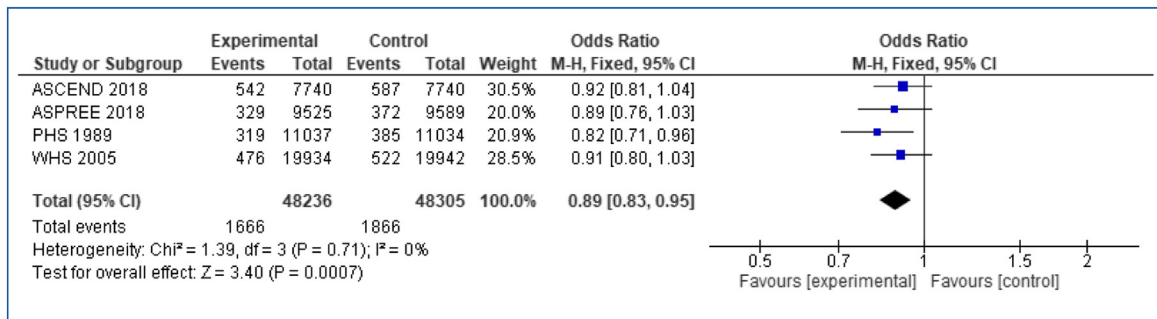 Experimental Control Odds Ratio Odds Ratio
Study or Subgroup Events Total Events Total Weight M-H, Fixed, 95% CI M-H, Fixed, 95% CI
ASCEND 2018 542 7740 587 7740 30.5% 0.92 [0.81, 1.04]
ASPREE 2018 329 9525 372 9589 20.0% 0.89 [0.76, 1.03]
PHS 1989 319 11037 385 11034 20.9% 0.82 [0.71, 0.96]
WHS 2005 476 19934 522 19942 28.5% 0.91 [0.80, 1.03]
Total (95% CI) 48236 48305 100.0% 0.89 [0.83, 0.95]
Total events 1666 1866
Heterogeneity: Chi² = 1.39, df = 3 (P = 0.71); I² = 0%
Test for overall effect: Z = 3.40 (P = 0.0007)
0.5 0.7 1 1.5 2
Favours [experimental] Favours [control]